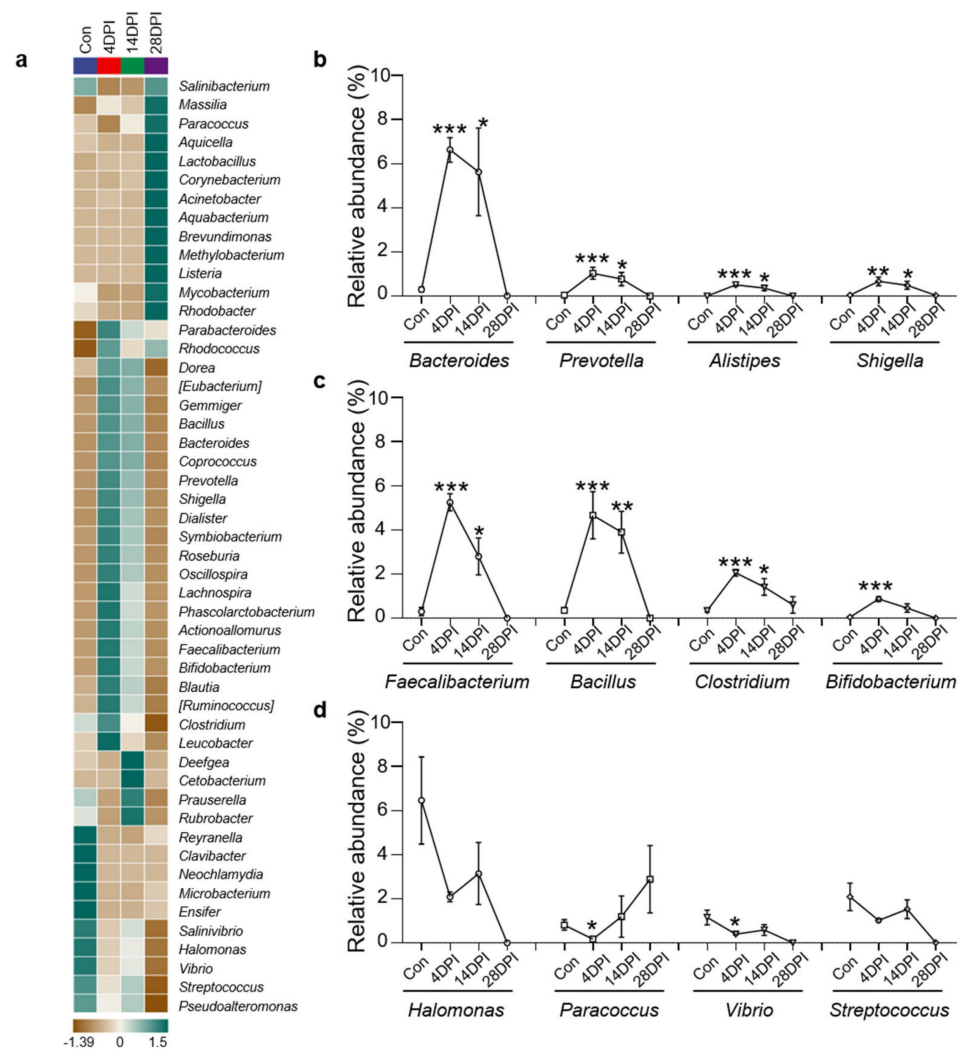 a
Con
4DPI
14DPI
28DPI
Salinibacterium
Massilia
Paracoccus
Aquicella
Lactobacillus
Corynebacterium
Acinetobacter
Aquabacterium
Brevundimonas
Methylobacterium
Listeria
Mycobacterium
Rhodobacter
Parabacteroides
Rhodococcus
Dorea
[Eubacterium]
Gemmiger
Bacillus
Bacteroides
Coprococcus
Prevotella
Shigella
Dialister
Symbiobacterium
Roseburia
Oscillospira
Lachnospira
Phascolarctobacterium
Actionoallomurus
Faecalibacterium
Bifidobacterium
Blautia
[Ruminococcus]
Clostridium
Leucobacter
Deefgea
Cetobacterium
Prauserella
Rubrobacter
Reyranella
Clavibacter
Neochlamydia
Microbacterium
Ensifer
Salinivibrio
Halomonas
Vibrio
Streptococcus
Pseudoalteromonas
-1.39 0 1.5
b
Relative abundance (%)
10
8
6
4
2
0
*** * *** * *** * ** *
Con 4DPI 14DPI 28DPI Con 4DPI 14DPI 28DPI Con 4DPI 14DPI 28DPI Con 4DPI 14DPI 28DPI
Bacteroides Prevotella Alistipes Shigella
c
Relative abundance (%)
10
8
6
4
2
0
*** * *** ** *** * ***
Con 4DPI 14DPI 28DPI Con 4DPI 14DPI 28DPI Con 4DPI 14DPI 28DPI Con 4DPI 14DPI 28DPI
Faecalibacterium Bacillus Clostridium Bifidobacterium
d
Relative abundance (%)
10
8
6
4
2
0
* *
Con 4DPI 14DPI 28DPI Con 4DPI 14DPI 28DPI Con 4DPI 14DPI 28DPI Con 4DPI 14DPI 28DPI
Halomonas Paracoccus Vibrio Streptococcus